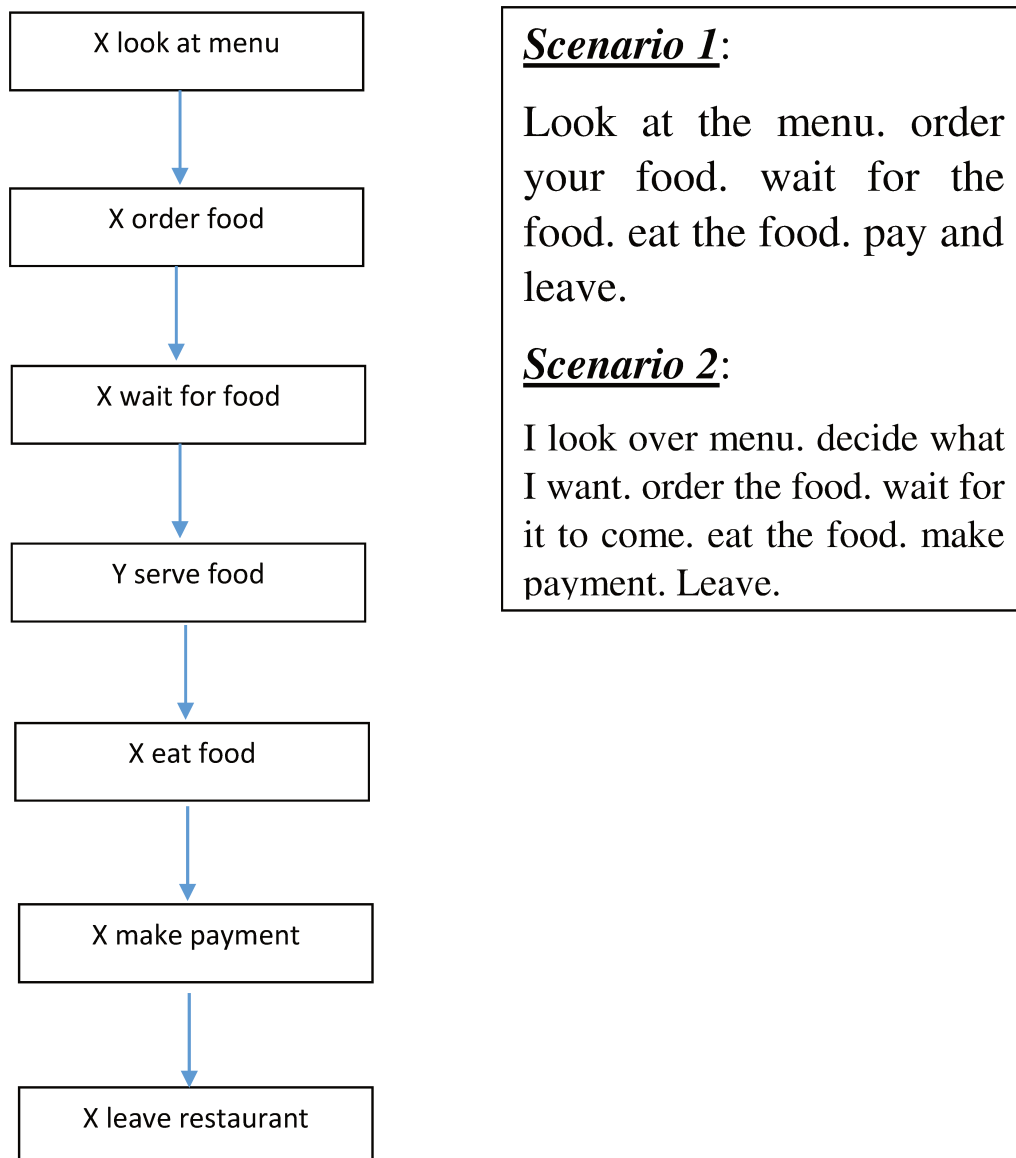 X look at menu
X order food
X wait for food
Y serve food
X eat food
X make payment
X leave restaurant
Scenario 1:
Look at the menu. order
your food. wait for the
food. eat the food. pay and
leave.
Scenario 2:
I look over menu. decide what
I want. order the food. wait for
it to come. eat the food. make
payment. Leave.